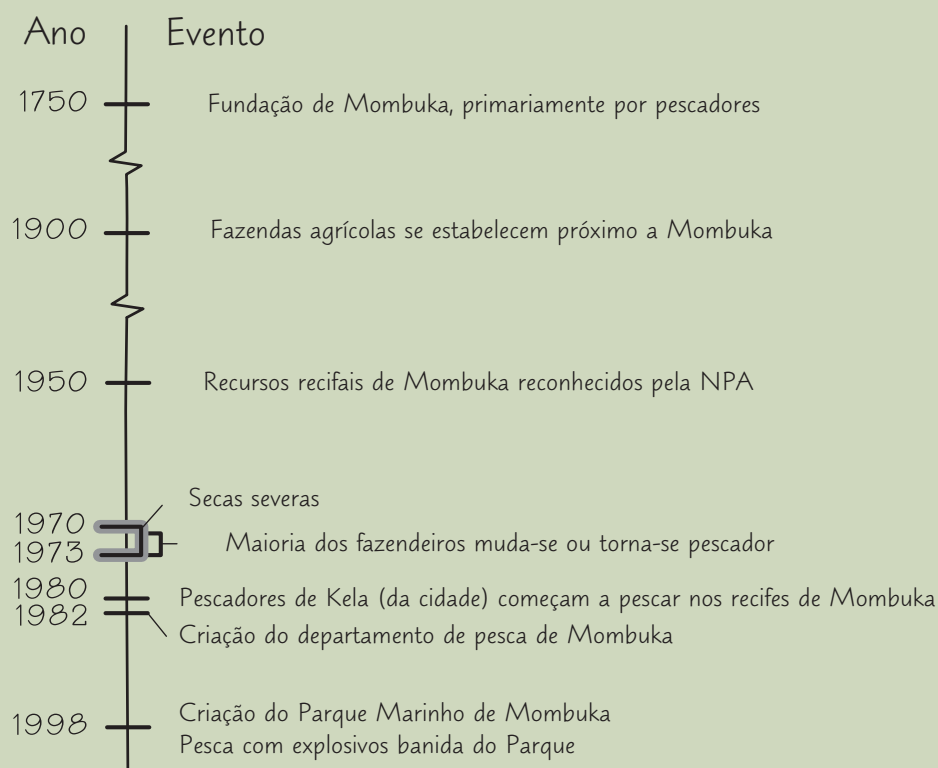 Ano Evento
1750 Fundação de Mombuka, primariamente por pescadores
1900 Fazendas agrícolas se estabelecem próximo a Mombuka
1950 Recursos recifais de Mombuka reconhecidos pela NPA
Secas severas
1970
Maioria dos fazendeiros muda-se ou torna-se pescador
1973
1980 Pescadores de Kela (da cidade) começam a pescar nos recifes de Mombuka
1982 Criação do departamento de pesca de Mombuka
1998 Criação do Parque Marinho de Mombuka
Pesca com explosivos banida do Parque